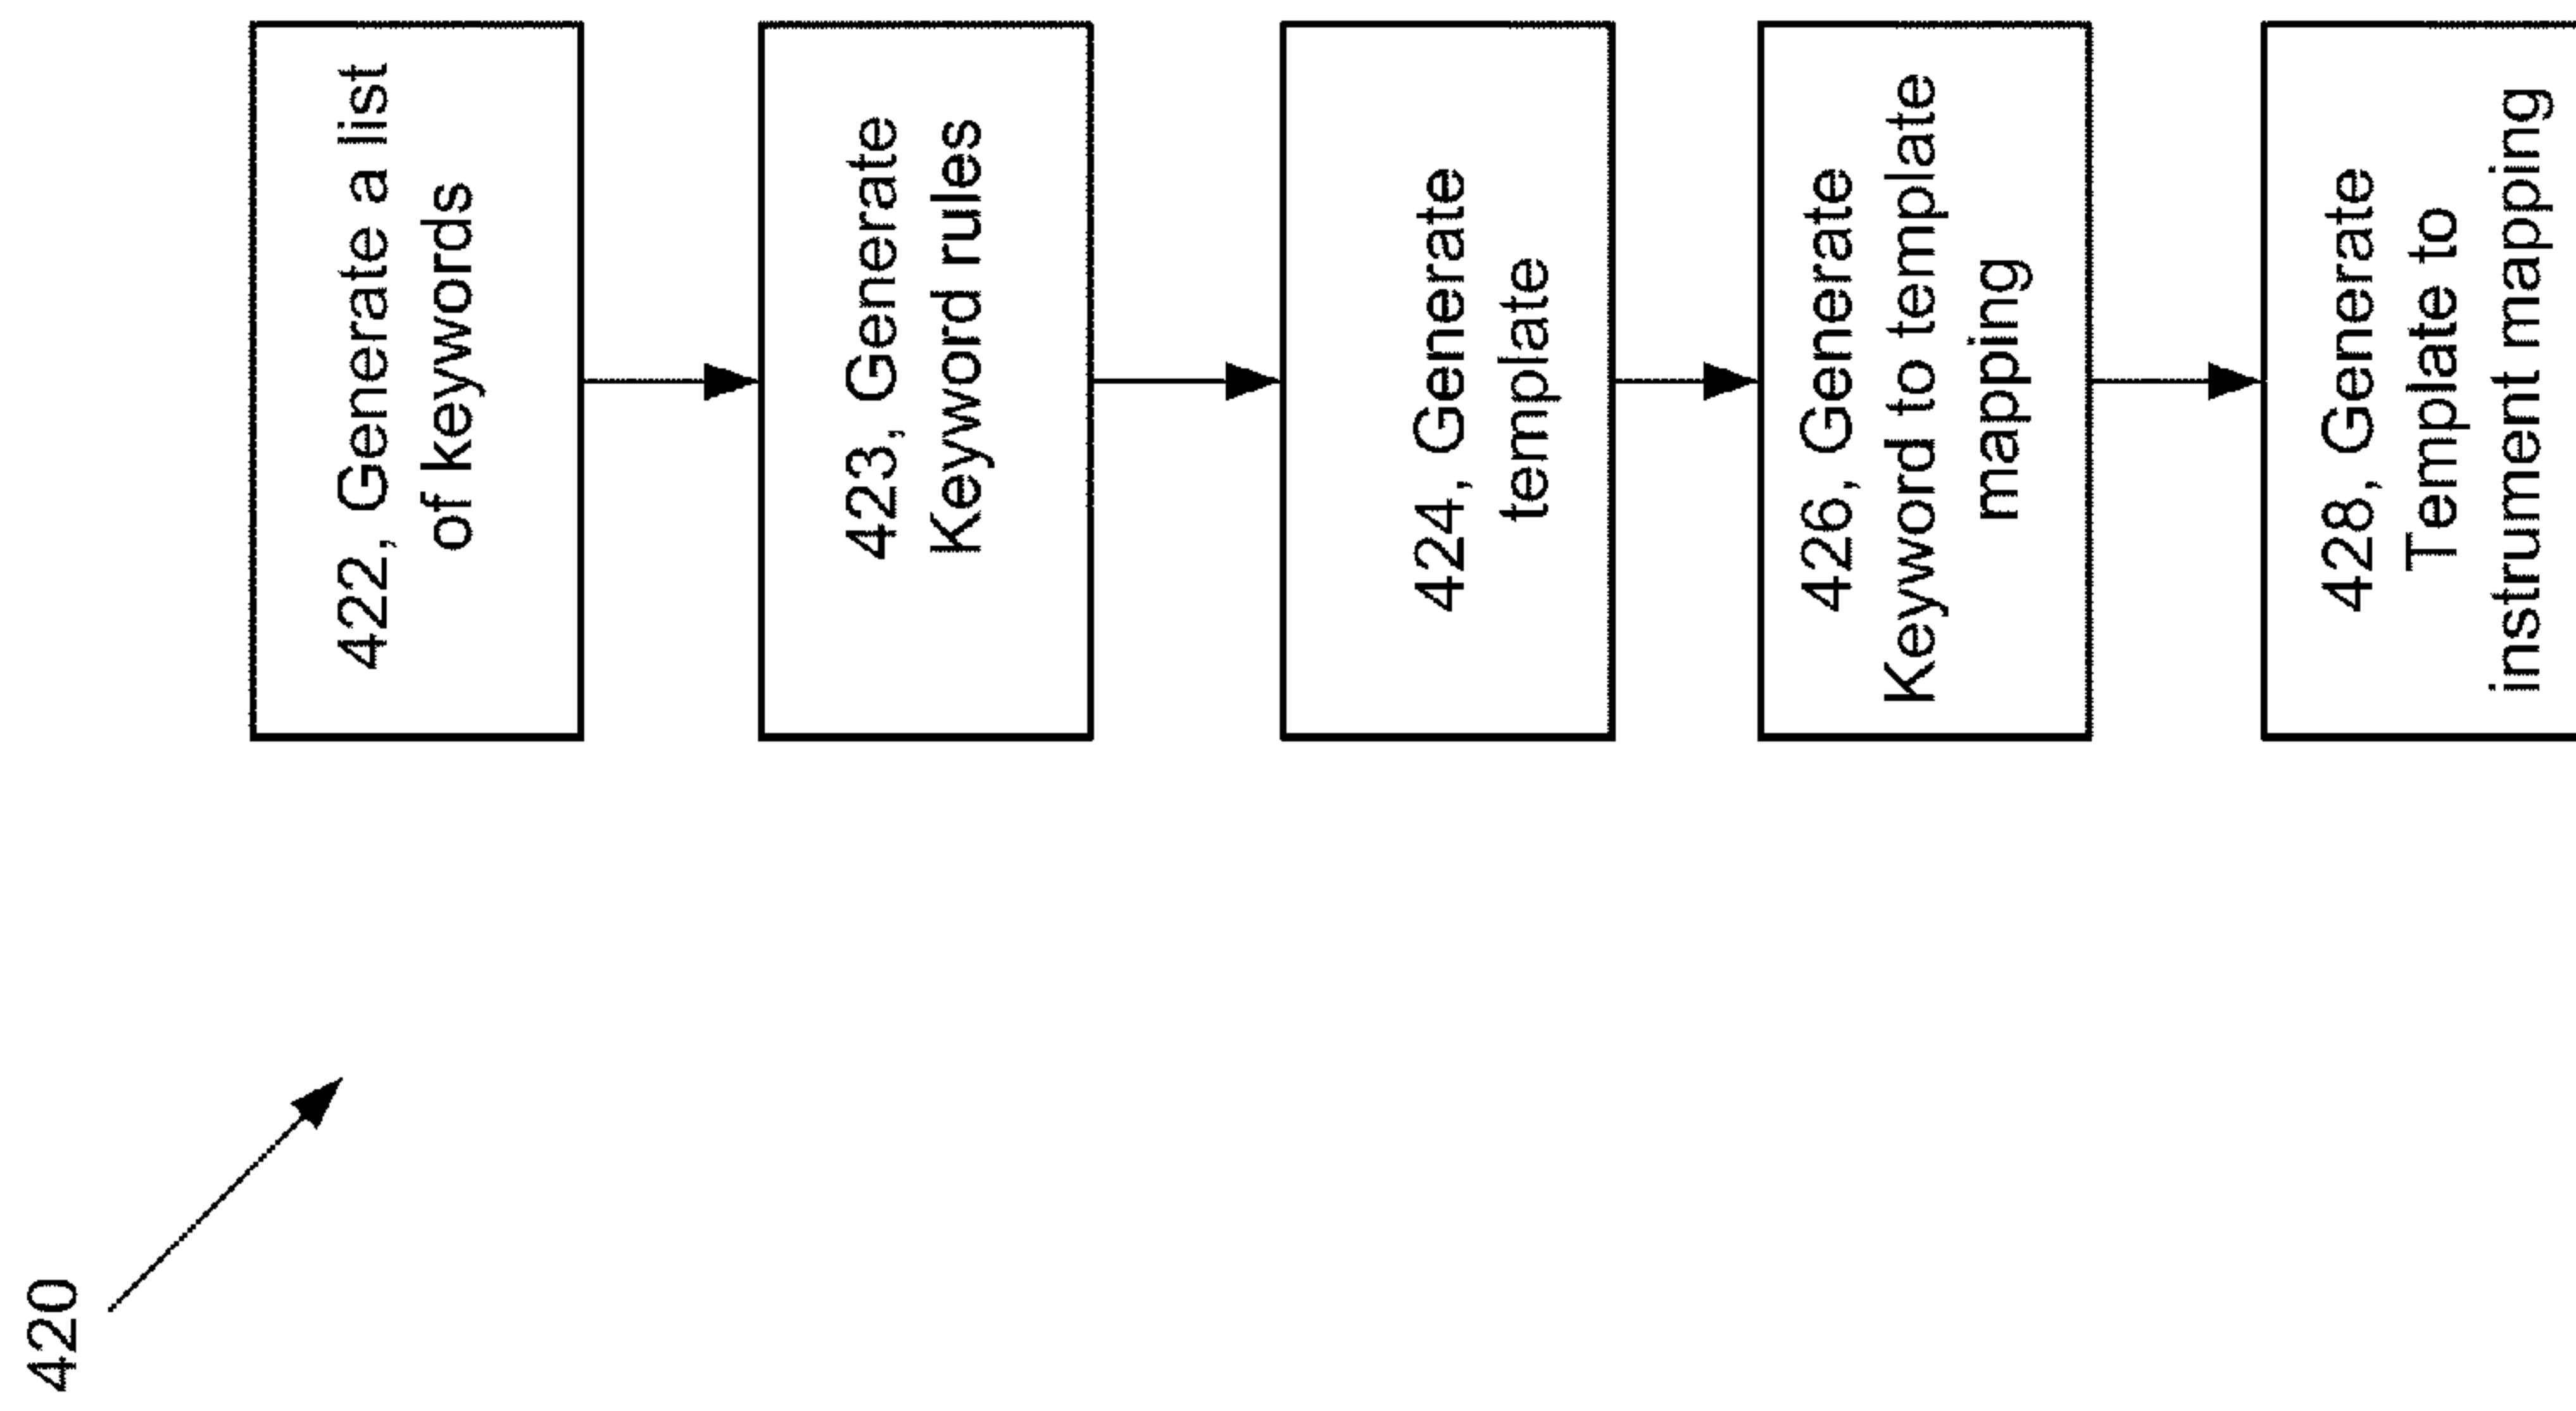 420
422, Generate a list
of keywords
423, Generate
Keyword rules
424, Generate
template
426, Generate
Keyword to template
mapping
428, Generate
Template to
instrument mapping